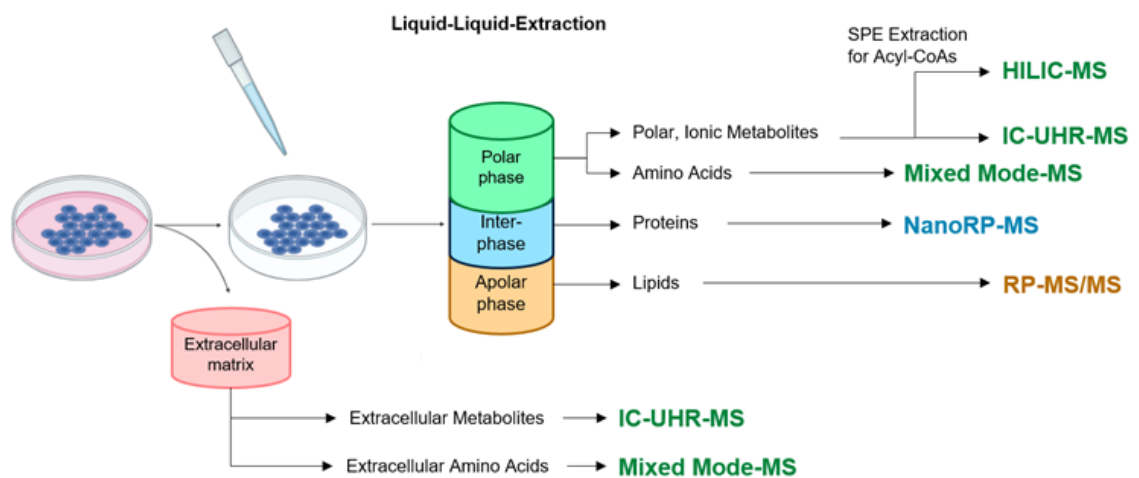 Liquid-Liquid-Extraction
SPE Extraction
for Acyl-CoAs
HILIC-MS
Polar, Ionic Metabolites
IC-UHR-MS
Polar
phase
Amino Acids
Mixed Mode-MS
Inter-
phase
Proteins
NanoRP-MS
Apolar
phase
Lipids
RP-MS/MS
Extracellular
matrix
Extracellular Metabolites
IC-UHR-MS
Extracellular Amino Acids
Mixed Mode-MS